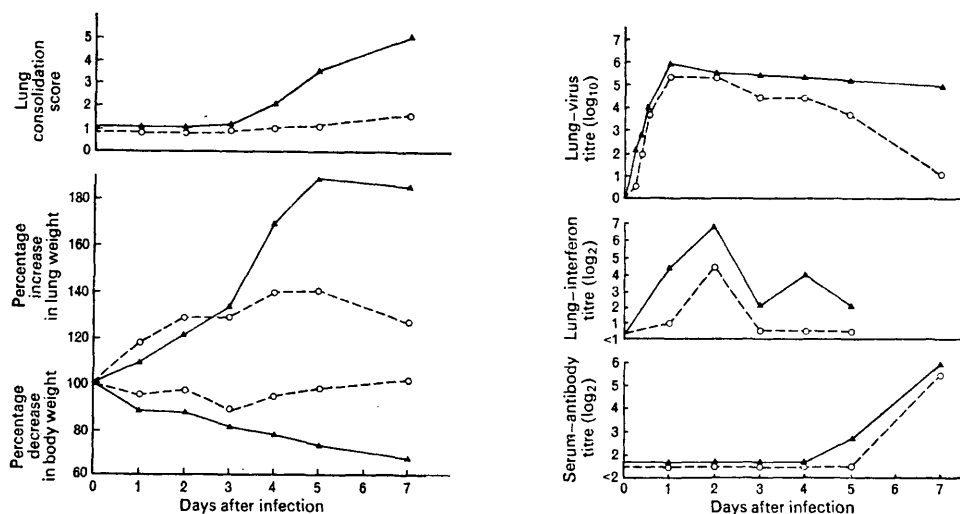 Lung
consolidation
score
5
4
3
2
1
0
Percentage
increase
in lung weight
180
160
140
120
100
Percentage
decrease
in body weight
80
60
0 1 2 3 4 5 6 7
Days after infection
Lung–virus
titre (log₁₀)
7
6
5
4
3
2
1
0
Lung–interferon
titre (log₂)
7
6
5
4
3
2
1
<1
Serum–antibody
titre (log₂)
6
5
4
3
2
<2
0 1 2 3 4 5 6 7
Days after infection